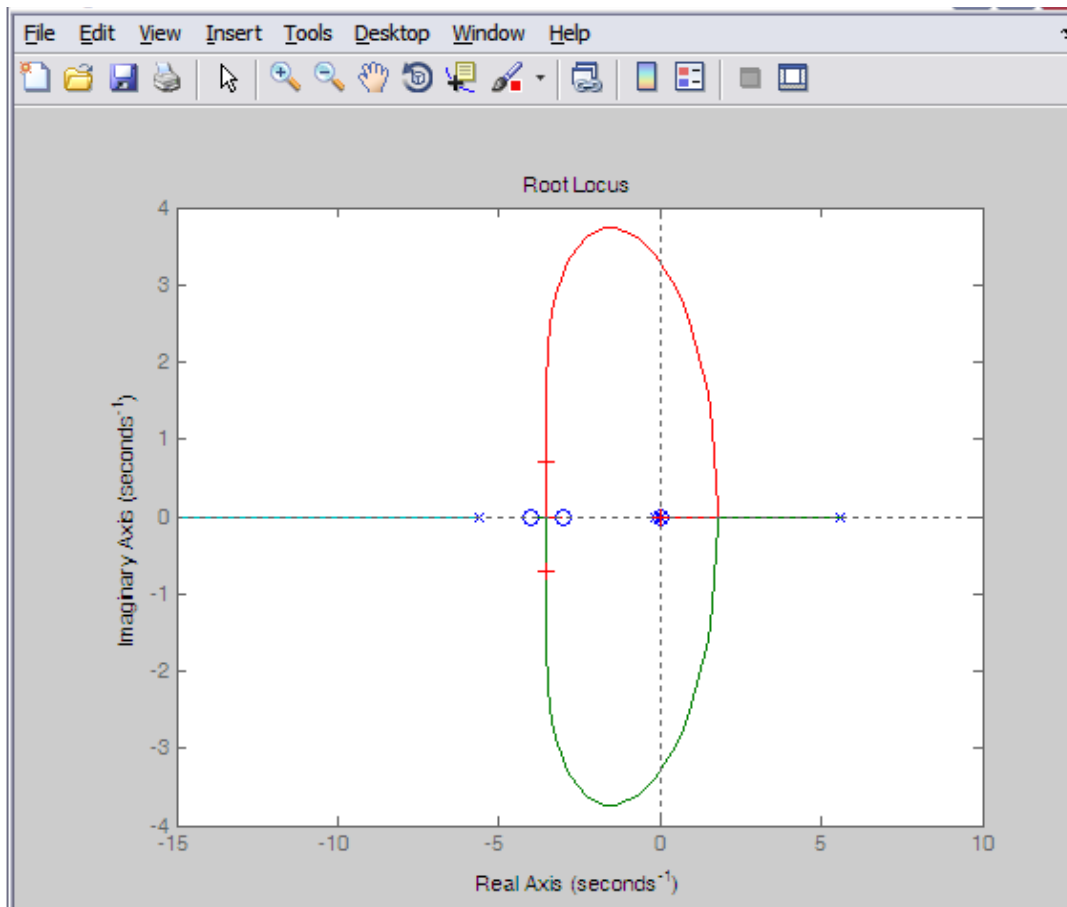 File Edit View Insert Tools Desktop Window Help
Root Locus
4
3
2
1
0
-1
-2
-3
-4
Imaginary Axis (seconds⁻¹)
-15 -10 -5 0 5 10
Real Axis (seconds⁻¹)